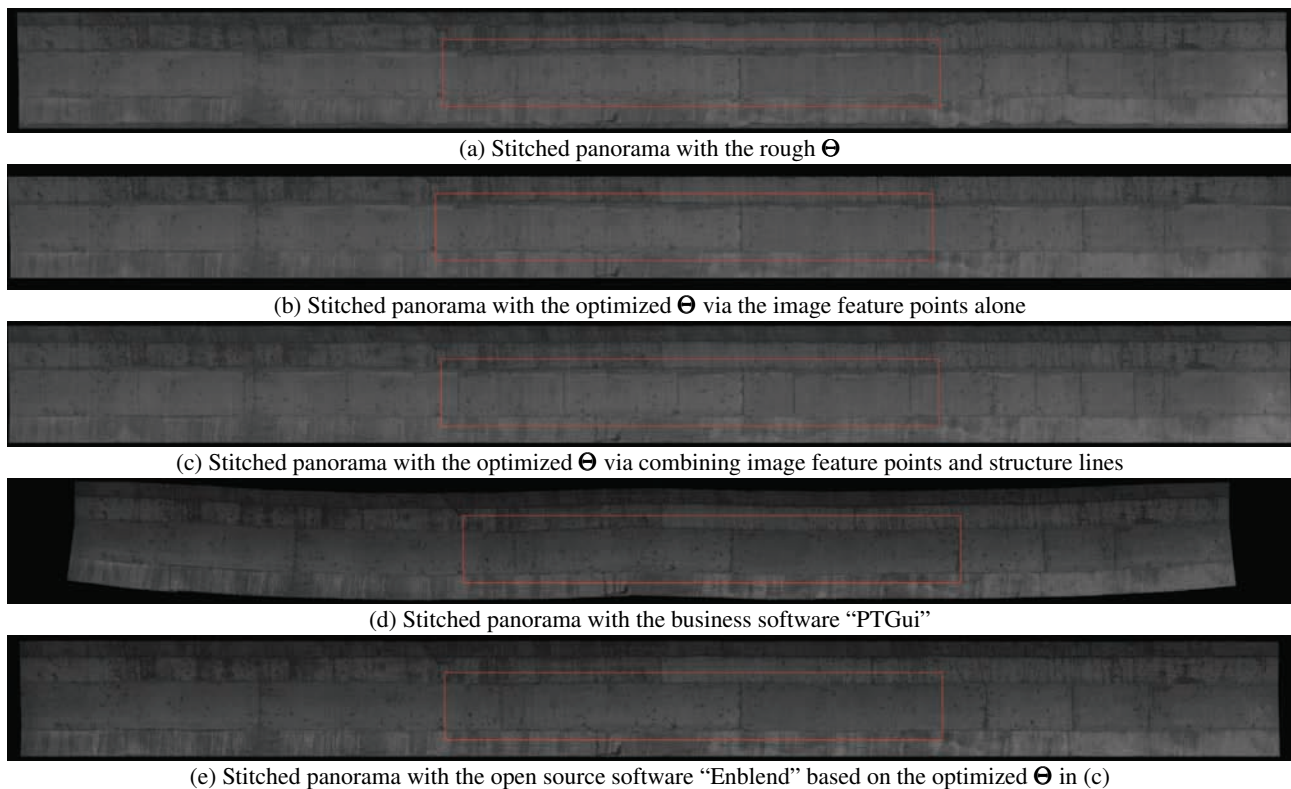 (a) Stitched panorama with the rough Θ
(b) Stitched panorama with the optimized Θ via the image feature points alone
(c) Stitched panorama with the optimized Θ via combining image feature points and structure lines
(d) Stitched panorama with the business software “PTGui”
(e) Stitched panorama with the open source software “Enblend” based on the optimized Θ in (c)